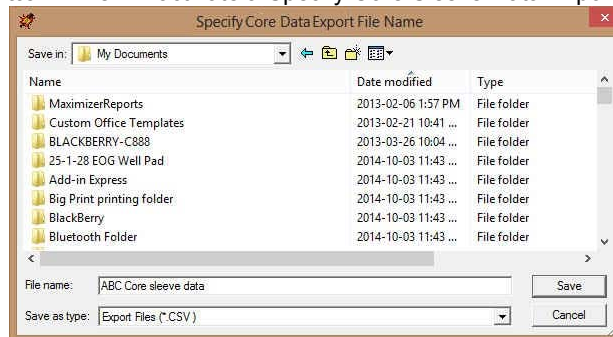 Specify Core Data Export File Name
Save in: My Documents
Name Date modified Type
MaximizerReports 2013-02-06 1:57 PM File folder
Custom Office Templates 2013-02-21 10:41 ... File folder
BLACKBERRY-C888 2013-03-26 10:04 ... File folder
25-1-28 EOG Well Pad 2014-10-03 11:43 ... File folder
Add-in Express 2014-10-03 11:43 ... File folder
Big Print printing folder 2014-10-03 11:43 ... File folder
BlackBerry 2014-10-03 11:43 ... File folder
Bluetooth Folder 2014-10-03 11:43 ... File folder
File name: ABC Core sleeve data Save
Save as type: Export Files (*.CSV ) Cancel